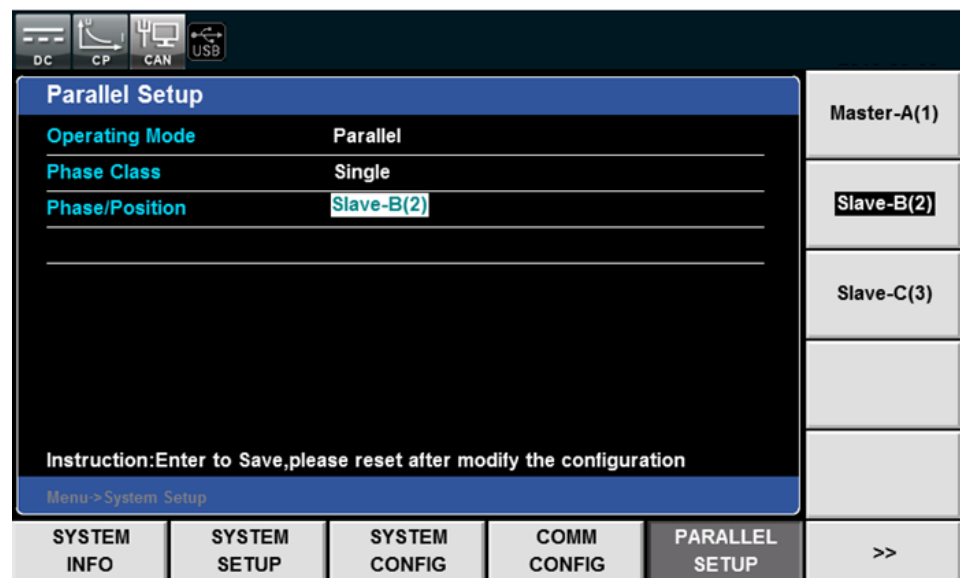 DC CP CAN USB
Parallel Setup
Operating Mode Parallel
Phase Class Single
Phase/Position Slave-B(2)
Instruction:Enter to Save,please reset after modify the configuration
Menu->System Setup
Master-A(1)
Slave-B(2)
Slave-C(3)
SYSTEM INFO
SYSTEM SETUP
SYSTEM CONFIG
COMM CONFIG
PARALLEL SETUP
>>